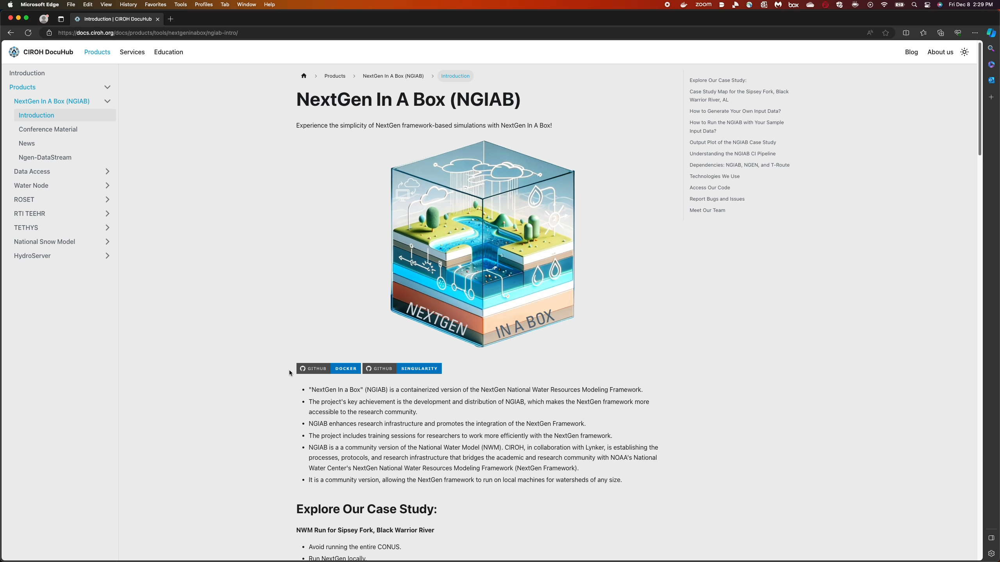 Microsoft Edge File Edit View History Favorites Tools Profiles Tab Window Help zoom box Fri Dec 8 2:29 PM
Introduction | CIROH DocuHub
https://docs.ciroh.org/docs/products/tools/nextgeninabox/ngiab-intro/
CIROH DocuHub Products Services Education Blog About us
Introduction
Products
NextGen In A Box (NGIAB)
Introduction
Conference Material
News
Ngen-DataStream
Data Access
Water Node
ROSET
RTI TEEHR
TETHYS
National Snow Model
HydroServer
Products NextGen In A Box (NGIAB) Introduction
NextGen In A Box (NGIAB)
Experience the simplicity of NextGen framework-based simulations with NextGen In A Box!
2
NEXTGEN IN A BOX
GITHUB DOCKER GITHUB SINGULARITY
• "NextGen In a Box" (NGIAB) is a containerized version of the NextGen National Water Resources Modeling Framework.
• The project's key achievement is the development and distribution of NGIAB, which makes the NextGen framework more
accessible to the research community.
• NGIAB enhances research infrastructure and promotes the integration of the NextGen Framework.
• The project includes training sessions for researchers to work more efficiently with the NextGen framework.
• NGIAB is a a community version of the National Water Model (NWM). CIROH, in collaboration with Lynker, is establishing the
processes, protocols, and research infrastructure that bridges the academic and research community with NOAA's National
Water Center's NextGen National Water Resources Modeling Framework (NextGen Framework).
• It is a community version, allowing the NextGen framework to run on local machines for watersheds of any size.
Explore Our Case Study:
NWM Run for Sipsey Fork, Black Warrior River
• Avoid running the entire CONUS.
• Run NextGen locally.
Explore Our Case Study:
Case Study Map for the Sipsey Fork, Black
Warrior River, AL
How to Generate Your Own Input Data?
How to Run the NGIAB with Your Sample
Input Data?
Output Plot of the NGIAB Case Study
Understanding the NGIAB CI Pipeline
Dependencies: NGIAB, NGEN, and T-Route
Technologies We Use
Access Our Code
Report Bugs and Issues
Meet Our Team